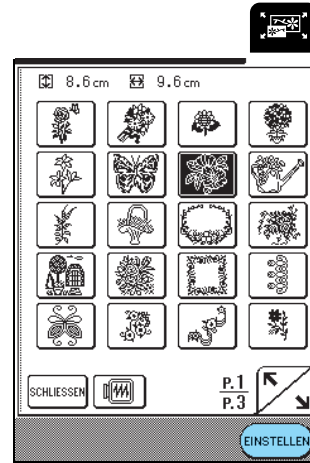 8.6cm 9.6cm
SCHLIESSEN
P.1
P.3
EINSTELLEN